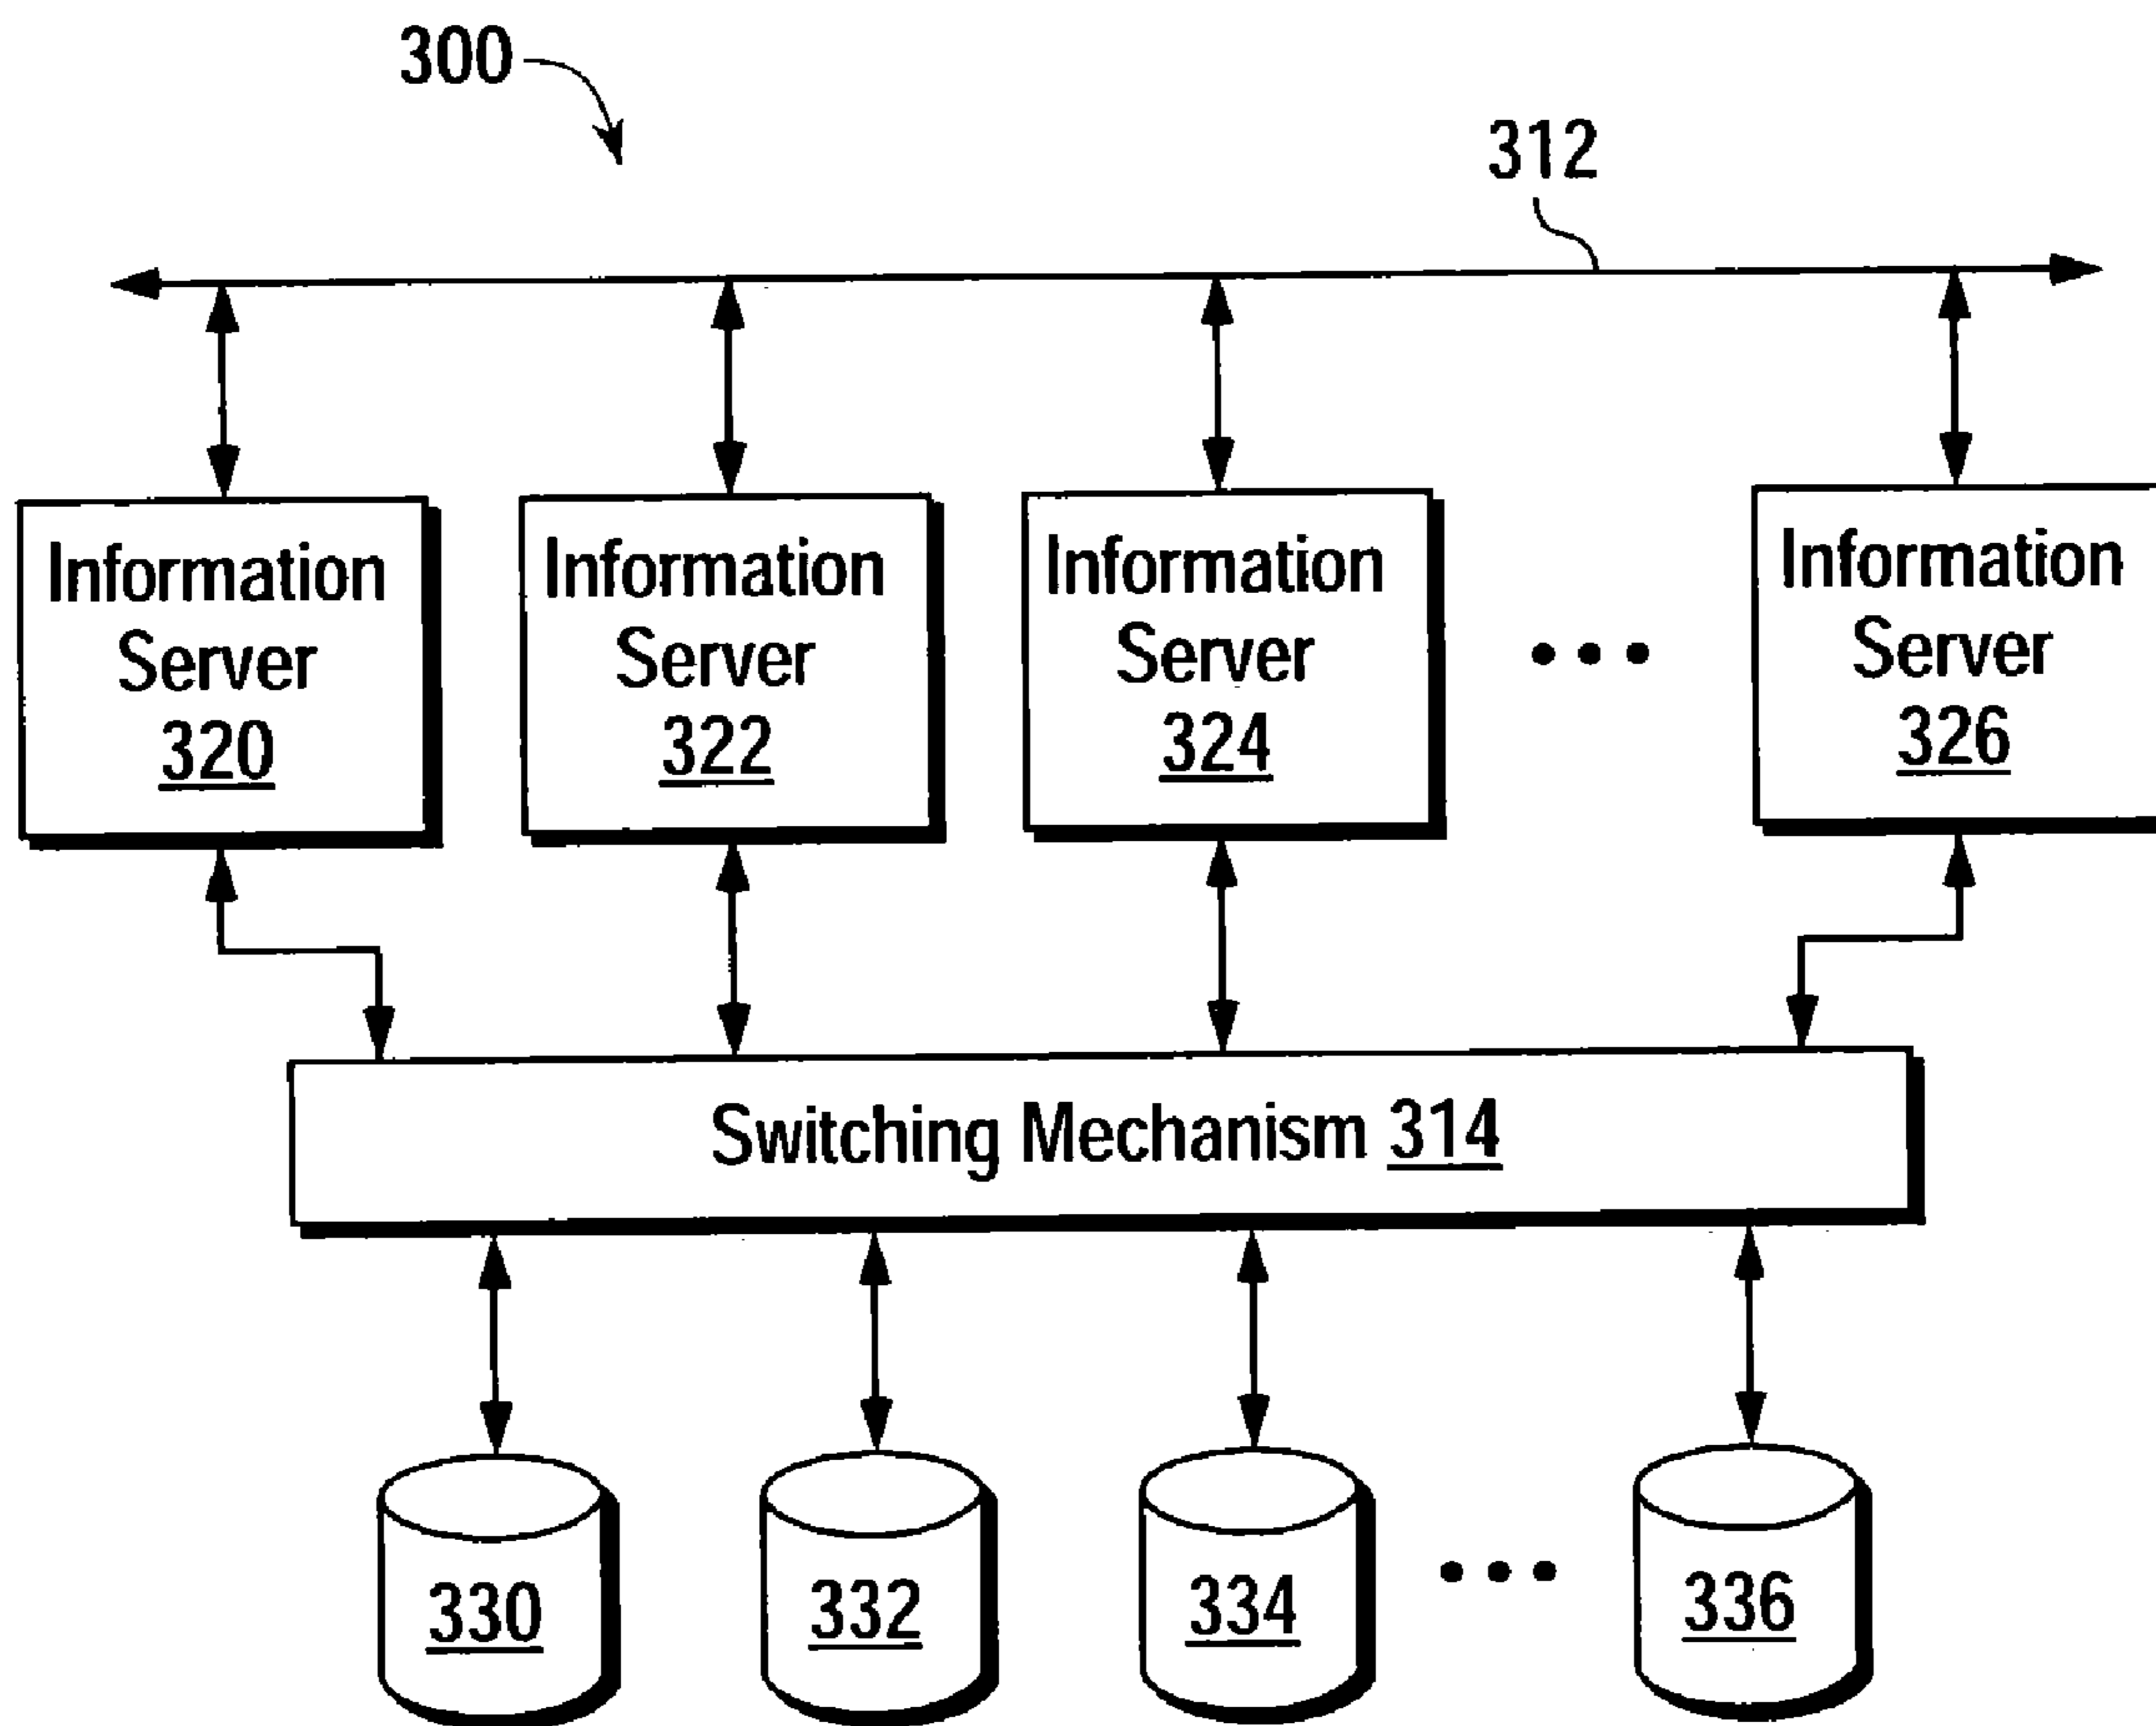 300
312
Information
Server
320
Information
Server
322
Information
Server
324
Information
Server
326
Switching Mechanism 314
330
332
334
336